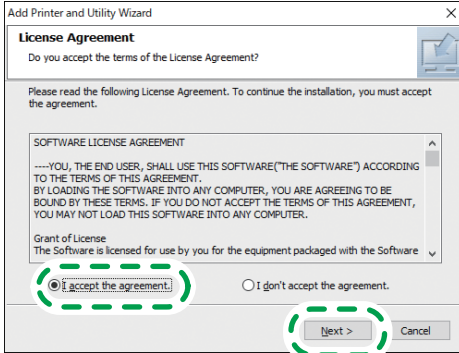 Add Printer and Utility Wizard
License Agreement
Do you accept the terms of the License Agreement?
Please read the following License Agreement. To continue the installation, you must accept
the agreement.
SOFTWARE LICENSE AGREEMENT
----YOU, THE END USER, SHALL USE THIS SOFTWARE("THE SOFTWARE") ACCORDING
TO THE TERMS OF THIS AGREEMENT.
BY LOADING THE SOFTWARE INTO ANY COMPUTER, YOU ARE AGREEING TO BE
BOUND BY THESE TERMS. IF YOU DO NOT ACCEPT THE TERMS OF THIS AGREEMENT,
YOU MAY NOT LOAD THIS SOFTWARE INTO ANY COMPUTER.
Grant of License
The Software is licensed for use by you for the equipment packaged with the Software
I accept the agreement. I don't accept the agreement.
Next > Cancel